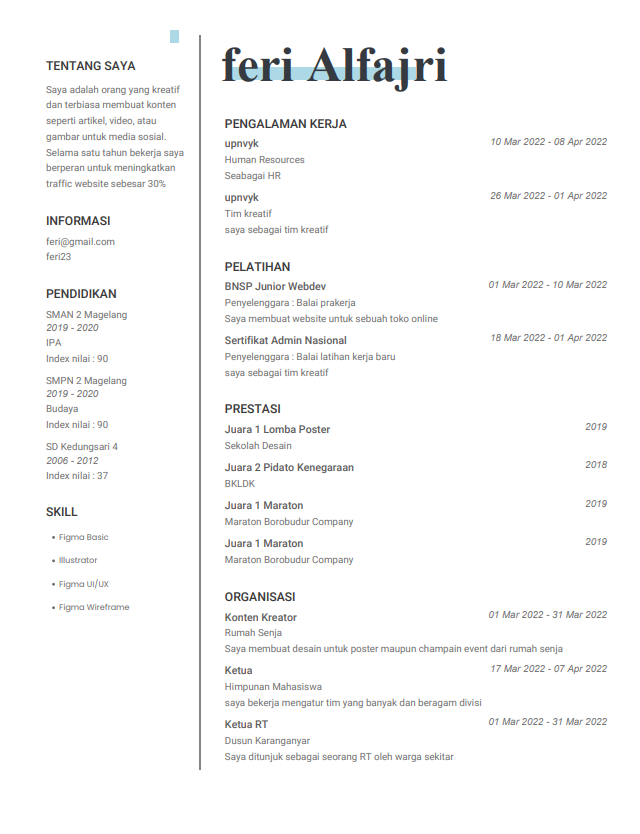 TENTANG SAYA
Saya adalah orang yang kreatif
dan terbiasa membuat konten
seperti artikel, video, atau
gambar untuk media sosial.
Selama satu tahun bekerja saya
berperan untuk meningkatkan
traffic website sebesar 30%
INFORMASI
feri@gmail.com
feri23
PENDIDIKAN
SMAN 2 Magelang
2019 - 2020
IPA
Index nilai : 90
SMPN 2 Magelang
2019 - 2020
Budaya
Index nilai : 90
SD Kedungsari 4
2006 - 2012
Index nilai : 37
SKILL
• Figma Basic
• Illustrator
• Figma UI/UX
• Figma Wireframe
feri Alfajri
PENGALAMAN KERJA
upnvyk 10 Mar 2022 - 08 Apr 2022
Human Resources
Seabagai HR
upnvyk 26 Mar 2022 - 01 Apr 2022
Tim kreatif
saya sebagai tim kreatif
PELATIHAN
BNSP Junior Webdev 01 Mar 2022 - 10 Mar 2022
Penyelenggara : Balai prakerja
Saya membuat website untuk sebuah toko online
Sertifikat Admin Nasional 18 Mar 2022 - 01 Apr 2022
Penyelenggara : Balai latihan kerja baru
saya sebagai tim kreatif
PRESTASI
Juara 1 Lomba Poster 2019
Sekolah Desain
Juara 2 Pidato Kenegaraan 2018
BKLDK
Juara 1 Maraton 2019
Maraton Borobudur Company
Juara 1 Maraton 2019
Maraton Borobudur Company
ORGANISASI
Konten Kreator 01 Mar 2022 - 31 Mar 2022
Rumah Senja
Saya membuat desain untuk poster maupun champain event dari rumah senja
Ketua 17 Mar 2022 - 07 Apr 2022
Himpunan Mahasiswa
saya bekerja mengatur tim yang banyak dan beragam divisi
Ketua RT 01 Mar 2022 - 31 Mar 2022
Dusun Karanganyar
Saya ditunjuk sebagai seorang RT oleh warga sekitar